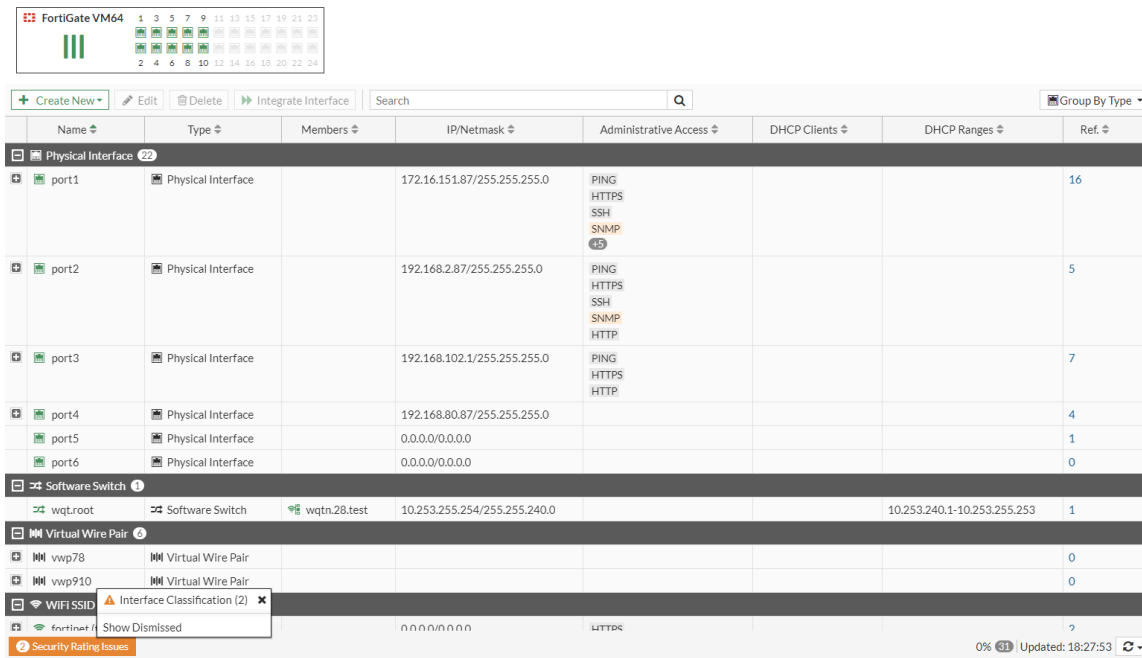 FortiGate VM64
1 3 5 7 9 11 13 15 17 19 21 23
2 4 6 8 10 12 14 16 18 20 22 24
+ Create New Edit Delete Integrate Interface Search Group By Type
Name Type Members IP/Netmask Administrative Access DHCP Clients DHCP Ranges Ref.
Physical Interface 22
port1 Physical Interface 172.16.151.87/255.255.255.0 PING 16
HTTPS
SSH
SNMP
+5
port2 Physical Interface 192.168.2.87/255.255.255.0 PING 5
HTTPS
SSH
SNMP
HTTP
port3 Physical Interface 192.168.102.1/255.255.255.0 PING 7
HTTPS
HTTP
port4 Physical Interface 192.168.80.87/255.255.255.0 4
port5 Physical Interface 0.0.0.0/0.0.0.0 1
port6 Physical Interface 0.0.0.0/0.0.0.0 0
Software Switch 1
wqt.root Software Switch wqtn.28.test 10.253.255.254/255.255.240.0 10.253.240.1-10.253.255.253 1
Virtual Wire Pair 6
vwp78 Virtual Wire Pair 0
vwp910 Virtual Wire Pair 0
WiFi SSID Interface Classification (2)
fortinet Show Dismissed 0.0.0.0/0.0.0.0 HTTPS 2
2 Security Rating Issues 0% 31 Updated: 18:27:53